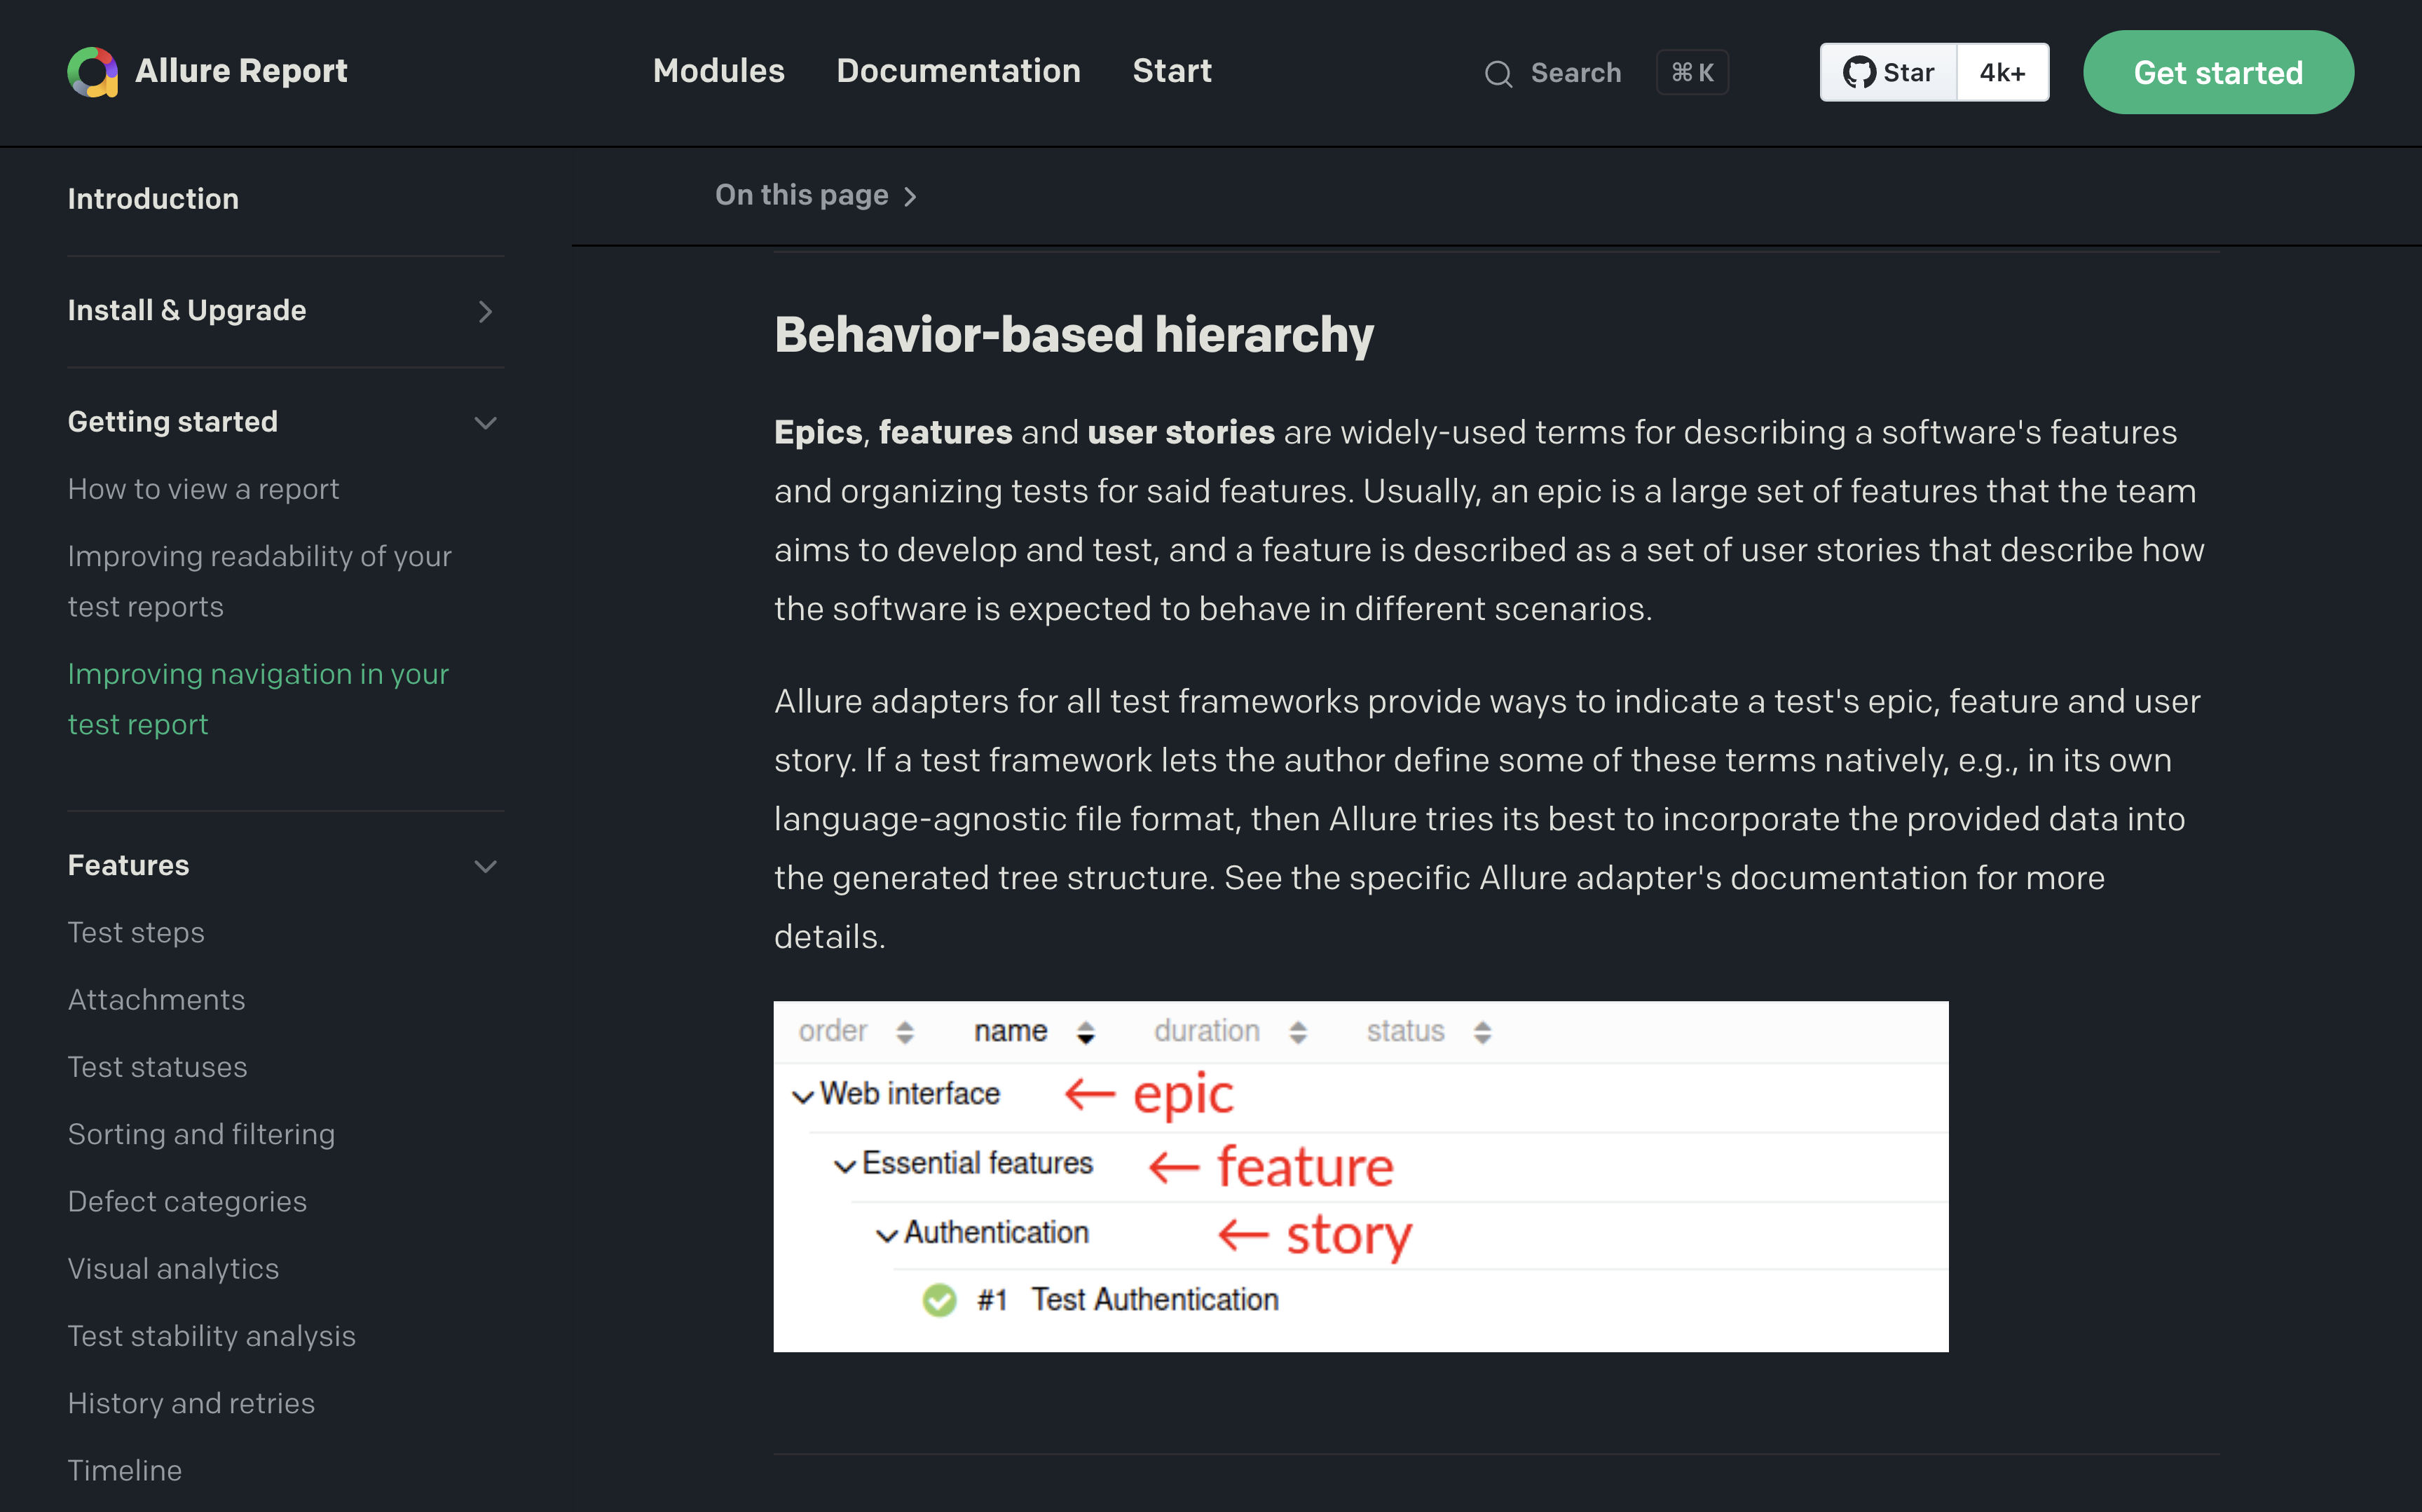 Allure Report
Modules
Documentation
Start
Search
⌘ K
Star
4k+
Get started
Introduction
Install & Upgrade
Getting started
How to view a report
Improving readability of your
test reports
Improving navigation in your
test report
Features
Test steps
Attachments
Test statuses
Sorting and filtering
Defect categories
Visual analytics
Test stability analysis
History and retries
Timeline
On this page
Behavior-based hierarchy
Epics, features and user stories are widely-used terms for describing a software's features
and organizing tests for said features. Usually, an epic is a large set of features that the team
aims to develop and test, and a feature is described as a set of user stories that describe how
the software is expected to behave in different scenarios.
Allure adapters for all test frameworks provide ways to indicate a test's epic, feature and user
story. If a test framework lets the author define some of these terms natively, e.g., in its own
language-agnostic file format, then Allure tries its best to incorporate the provided data into
the generated tree structure. See the specific Allure adapter's documentation for more
details.
order name duration status
Web interface ← epic
Essential features ← feature
Authentication ← story
#1 Test Authentication